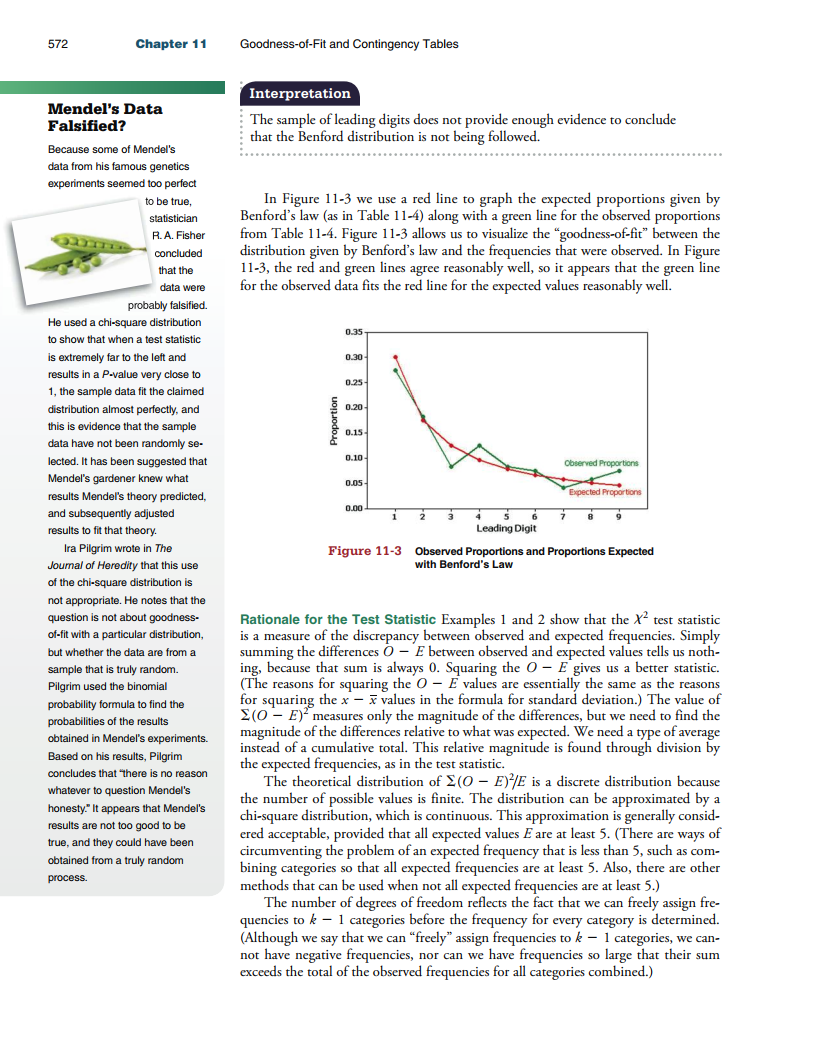 572
Chapter 11
Goodness-of-Fit and Contingency Tables
Mendel's Data
Falsified?
Because some of Mendel's
data from his famous genetics
experiments seemed too perfect
to be true,
statistician
R. A. Fisher
concluded
that the
data were
probably falsified.
He used a chi-square distribution
to show that when a test statistic
is extremely far to the left and
results in a P-value very close to
1, the sample data fit the claimed
distribution almost perfectly, and
this is evidence that the sample
data have not been randomly se-
lected. It has been suggested that
Mendel's gardener knew what
results Mendel's theory predicted,
and subsequently adjusted
results to fit that theory.
Ira Pilgrim wrote in The
Journal of Heredity that this use
of the chi-square distribution is
not appropriate. He notes that the
question is not about goodness-
of-fit with a particular distribution,
but whether the data are from a
sample that is truly random.
Pilgrim used the binomial
probability formula to find the
probabilities of the results
obtained in Mendel's experiments.
Based on his results, Pilgrim
concludes that "there is no reason
whatever to question Mendel's
honesty." It appears that Mendel's
results are not too good to be
true, and they could have been
obtained from a truly random
process.
Interpretation
The sample of leading digits does not provide enough evidence to conclude
that the Benford distribution is not being followed.
In Figure 11-3 we use a red line to graph the expected proportions given by
Benford's law (as in Table 11-4) along with a green line for the observed proportions
from Table 11-4. Figure 11-3 allows us to visualize the "goodness-of-fit" between the
distribution given by Benford's law and the frequencies that were observed. In Figure
11-3, the red and green lines agree reasonably well, so it appears that the green line
for the observed data fits the red line for the expected values reasonably well.
0.35
0.30
0.25
0.20
0.15
0.10
0.05
0.00
Proportion
Observed Proportions
Expected Proportions
1 2 3 4 5 6 7 8 9
Leading Digit
Figure 11-3 Observed Proportions and Proportions Expected
with Benford's Law
Rationale for the Test Statistic Examples 1 and 2 show that the χ² test statistic
is a measure of the discrepancy between observed and expected frequencies. Simply
summing the differences O − E between observed and expected values tells us noth-
ing, because that sum is always 0. Squaring the O − E gives us a better statistic.
(The reasons for squaring the O − E values are essentially the same as the reasons
for squaring the x − x̄ values in the formula for standard deviation.) The value of
Σ(O − E)² measures only the magnitude of the differences, but we need to find the
magnitude of the differences relative to what was expected. We need a type of average
instead of a cumulative total. This relative magnitude is found through division by
the expected frequencies, as in the test statistic.
The theoretical distribution of Σ(O − E)²/E is a discrete distribution because
the number of possible values is finite. The distribution can be approximated by a
chi-square distribution, which is continuous. This approximation is generally consid-
ered acceptable, provided that all expected values E are at least 5. (There are ways of
circumventing the problem of an expected frequency that is less than 5, such as com-
bining categories so that all expected frequencies are at least 5. Also, there are other
methods that can be used when not all expected frequencies are at least 5.)
The number of degrees of freedom reflects the fact that we can freely assign fre-
quencies to k − 1 categories before the frequency for every category is determined.
(Although we say that we can "freely" assign frequencies to k − 1 categories, we can-
not have negative frequencies, nor can we have frequencies so large that their sum
exceeds the total of the observed frequencies for all categories combined.)